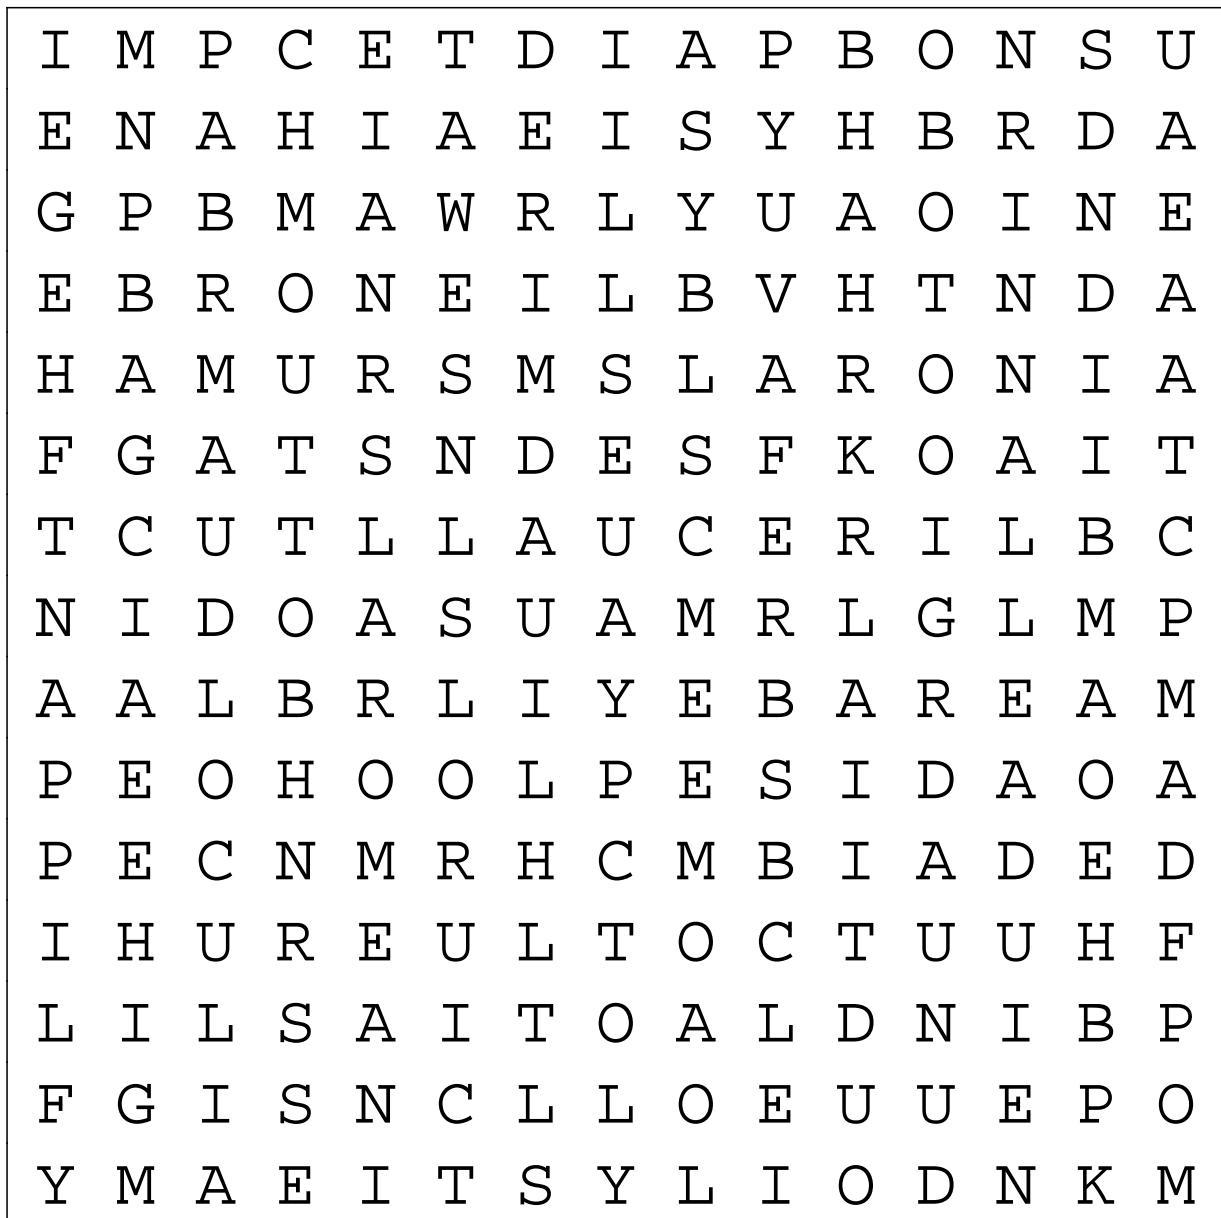 I M P C E T D I A P B O N S U
E N A H I A E I S Y H B R D A
G P B M A W R L Y U A O I N E
E B R O N E I L B V H T N D A
H A M U R S M S L A R O N I A
F G A T S N D E S F K O A I T
T C U T L L A U C E R I L B C
N I D O A S U A M R L G L M P
A A L B R L I Y E B A R E A M
P E O H O O L P E S I D A O A
P E C N M R H C M B I A D E D
I H U R E U L T O C T U U H F
L I L S A I T O A L D N I B P
F G I S N C L L O E U U E P O
Y M A E I T S Y L I O D N K M